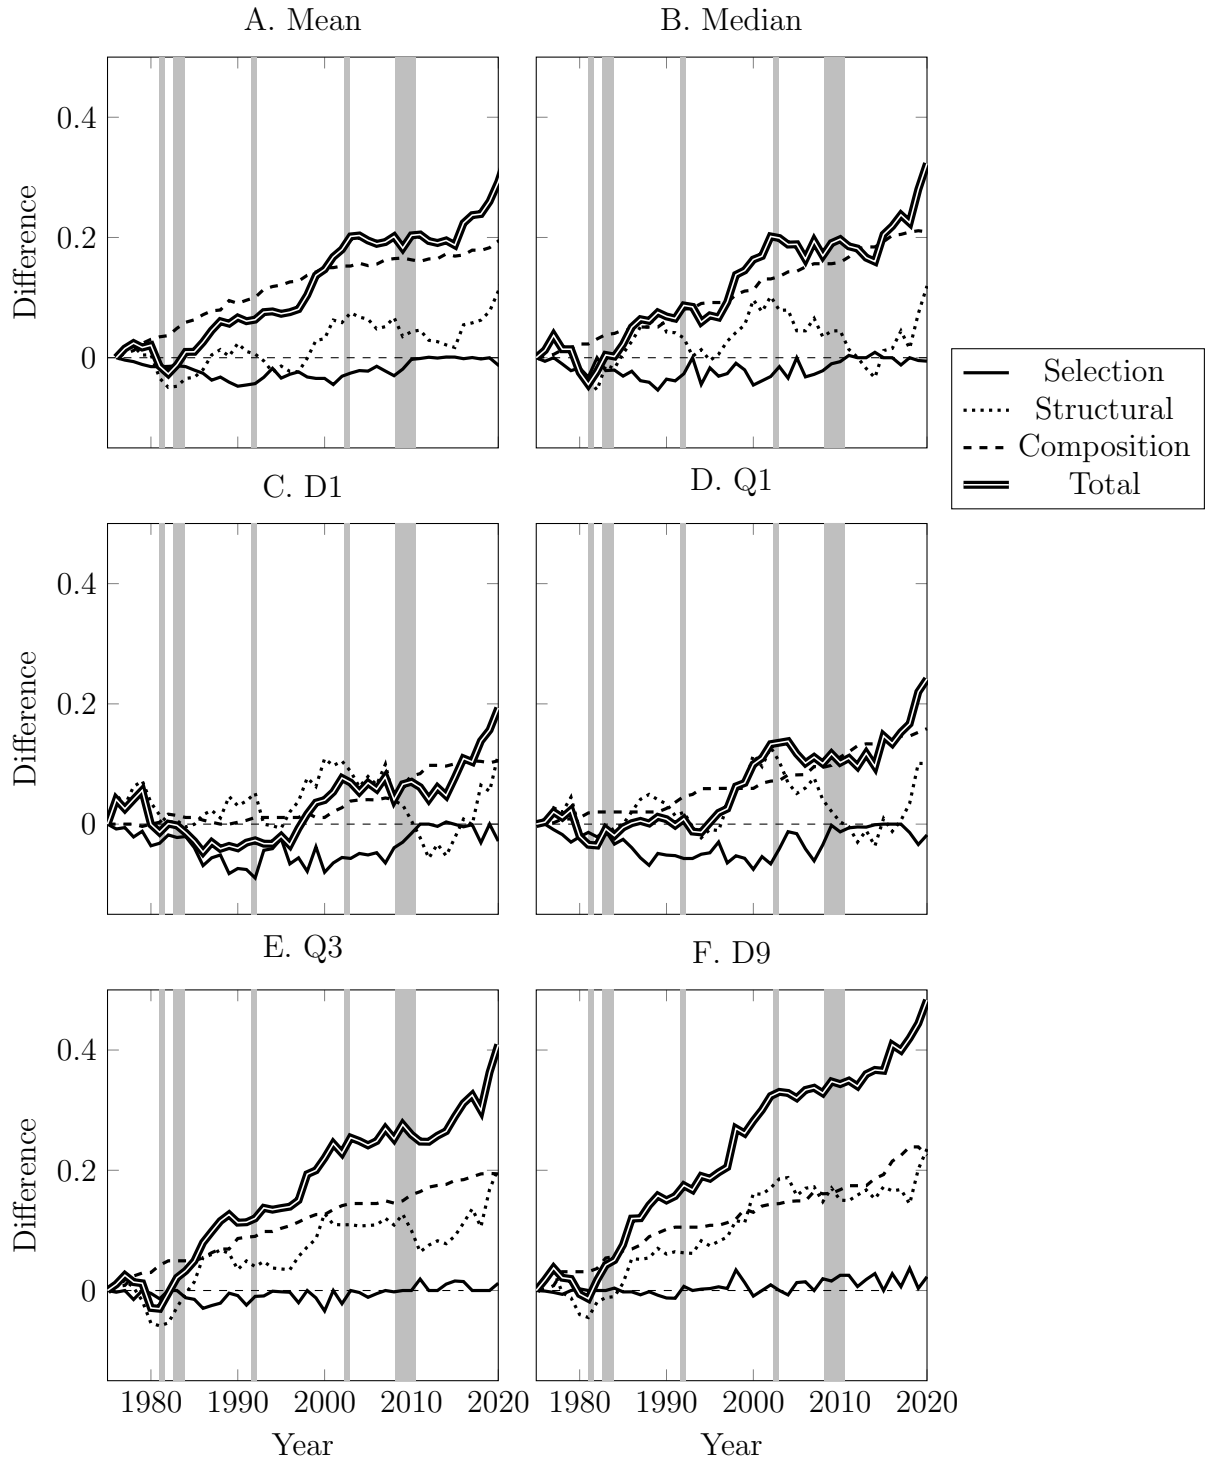 A. Mean
B. Median
0.4
0.2
0
Difference
Selection
Structural
Composition
Total
C. D1
D. Q1
0.4
0.2
0
Difference
E. Q3
F. D9
0.4
0.2
0
Difference
1980 1990 2000 2010 2020
1980 1990 2000 2010 2020
Year
Year